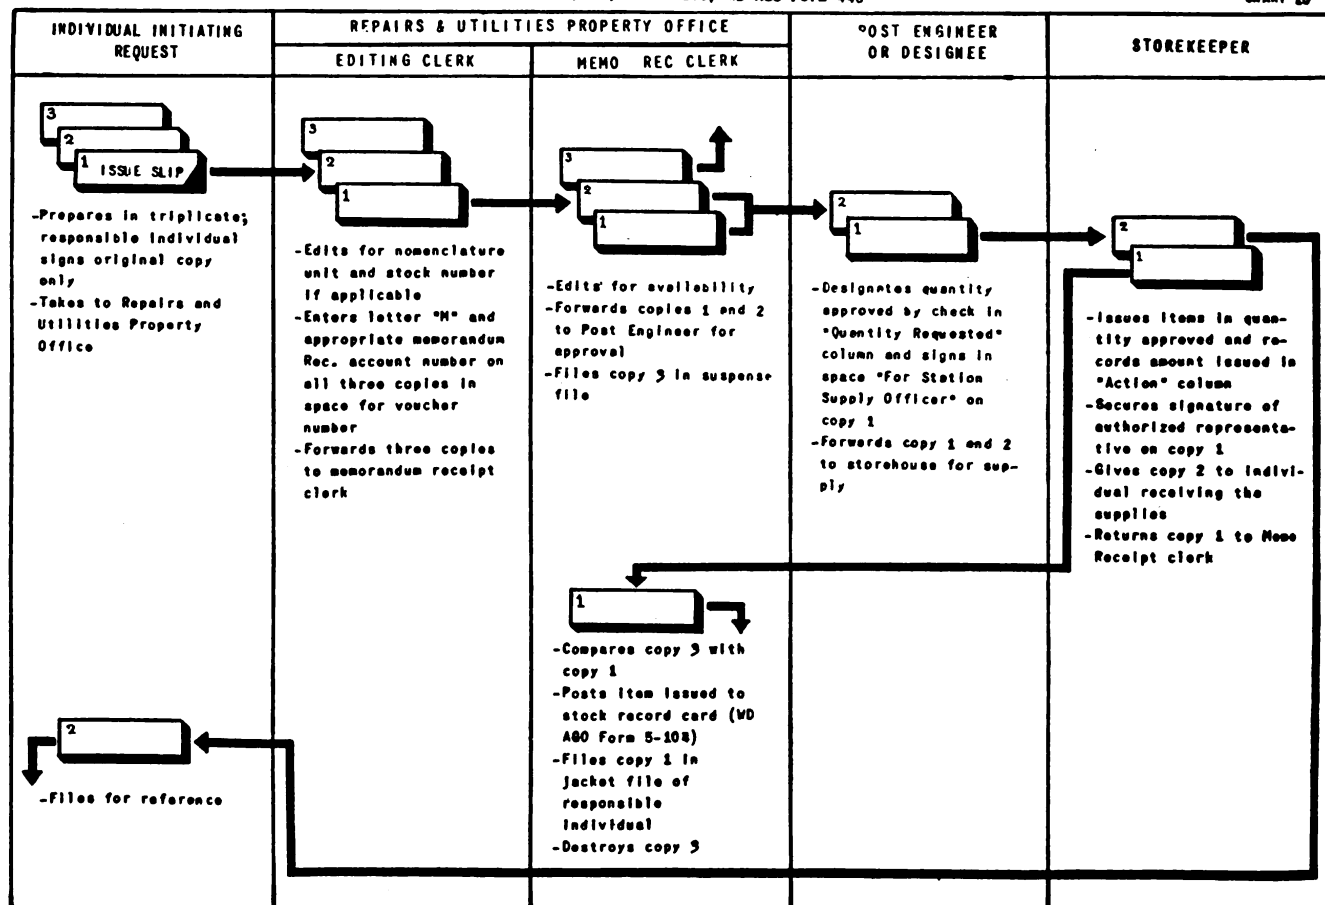 INDIVIDUAL INITIATING
REQUEST
REPAIRS & UTILITIES PROPERTY OFFICE
EDITING CLERK
MEMO REC CLERK
POST ENGINEER
OR DESIGNEE
STOREKEEPER
3
2
1 ISSUE SLIP
-Prepares in triplicate;
responsible individual
signs original copy
only
-Takes to Repairs and
Utilities Property
Office
3
2
1
-Edits for nomenclature
unit and stock number
if applicable
-Enters letter "M" and
appropriate memorandum
Rec. account number on
all three copies in
space for voucher
number
-Forwards three copies
to memorandum receipt
clerk
3
2
1
-Edits for availability
-Forwards copies 1 and 2
to Post Engineer for
approval
-Files copy 3 in suspense
file
2
1
-Designates quantity
approved by check in
"Quantity Requested"
column and signs in
space "For Station
Supply Officer" on
copy 1
-Forwards copy 1 and 2
to storehouse for sup-
ply
2
1
-Issues items in quan-
tity approved and re-
cords amount issued in
"Action" column
-Secures signature of
authorized representa-
tive on copy 1
-Gives copy 2 to indivi-
dual receiving the
supplies
-Returns copy 1 to Memo
Receipt clerk
1
-Compares copy 3 with
copy 1
-Posts item issued to
stock record card (WD
AGO Form 5-102)
-Files copy 1 in
jacket file of
responsible
individual
-Destroys copy 3
2
-Files for reference